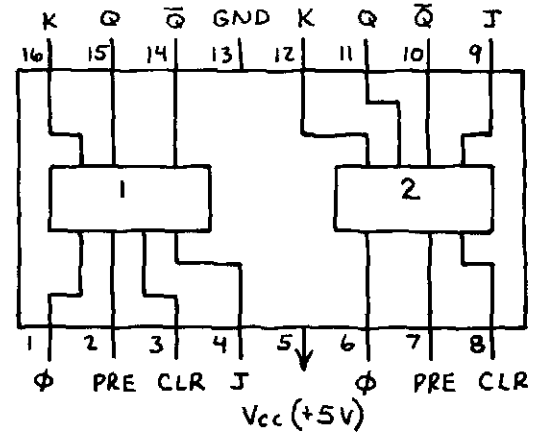 K Q Q̅ GND K Q Q̅ J
16 15 14 13 12 11 10 9
1 2
1 2 3 4 5 6 7 8
Φ PRE CLR J Φ PRE CLR
Vcc (+5V)